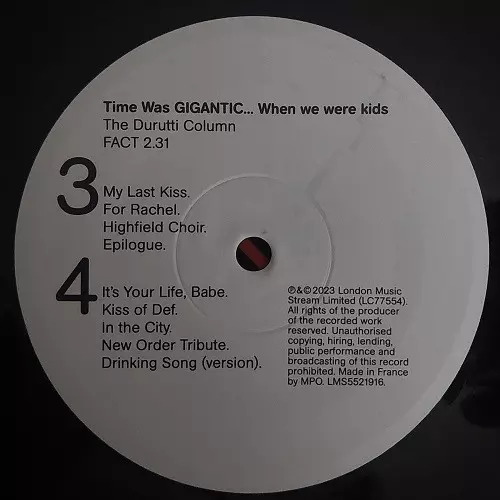 Time Was GIGANTIC... When we were kids
The Durutti Column
FACT 2.31
3
My Last Kiss.
For Rachel.
Highfield Choir.
Epilogue.
4
It's Your Life, Babe.
Kiss of Def.
In the City.
New Order Tribute.
Drinking Song (version).
℗&©2023 London Music
Stream Limited (LC77554).
All rights of the producer
of the recorded work
reserved. Unauthorised
copying, hiring, lending,
public performance and
broadcasting of this record
prohibited. Made in France
by MPO. LMS5521916.